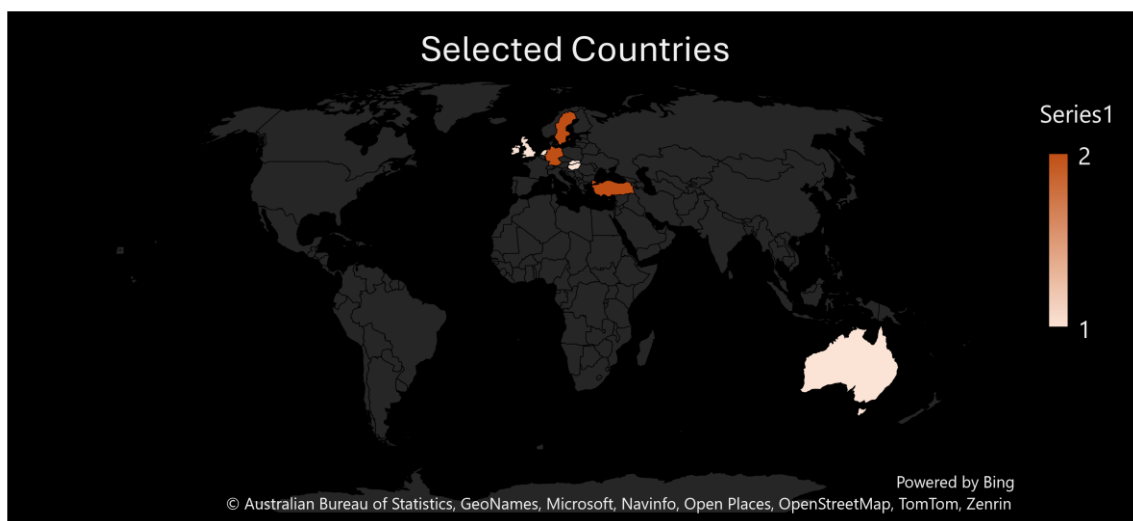 Selected Countries
Series1
2
1
Powered by Bing
© Australian Bureau of Statistics, GeoNames, Microsoft, Navinfo, Open Places, OpenStreetMap, TomTom, Zenrin